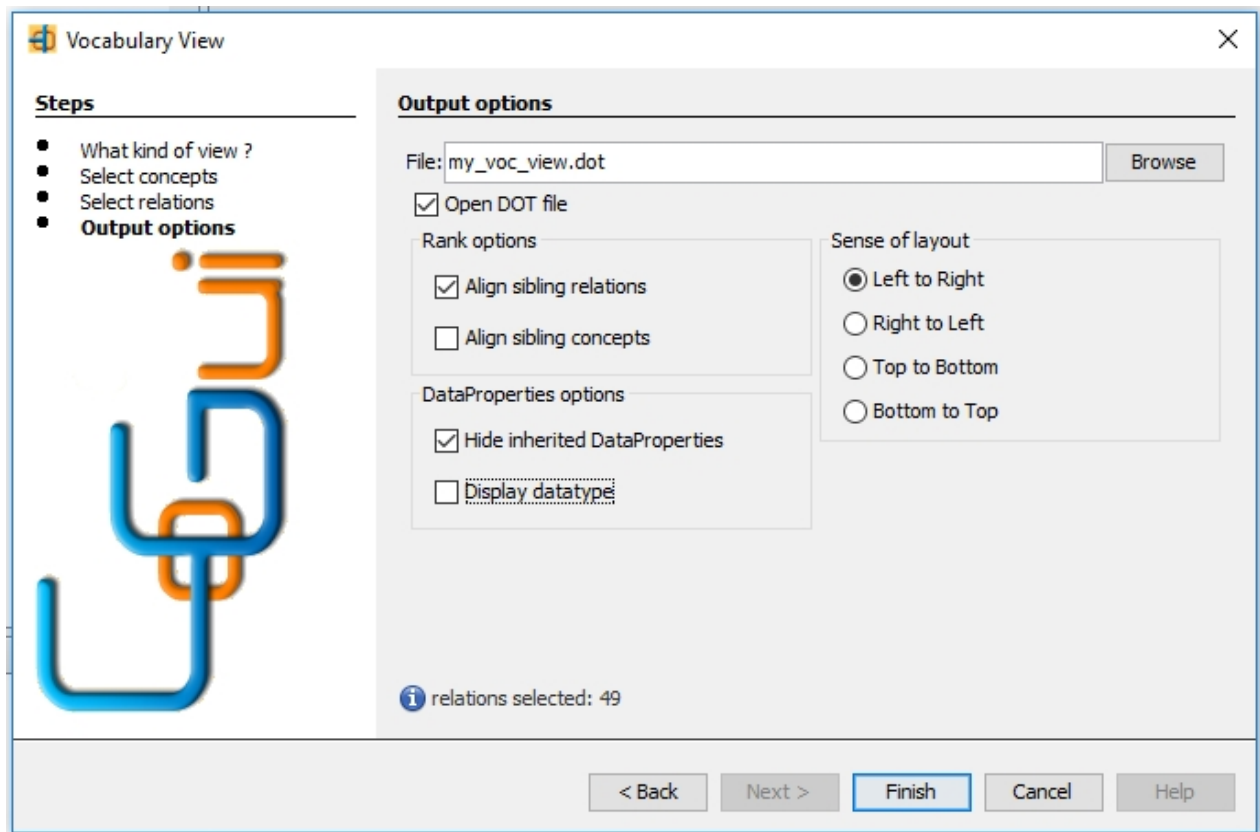 Vocabulary View
Steps
What kind of view ?
Select concepts
Select relations
Output options
cogui
Output options
File: my_voc_view.dot Browse
Open DOT file
Rank options
Align sibling relations
Align sibling concepts
DataProperties options
Hide inherited DataProperties
Display datatype
Sense of layout
Left to Right
Right to Left
Top to Bottom
Bottom to Top
relations selected: 49
< Back Next > Finish Cancel Help